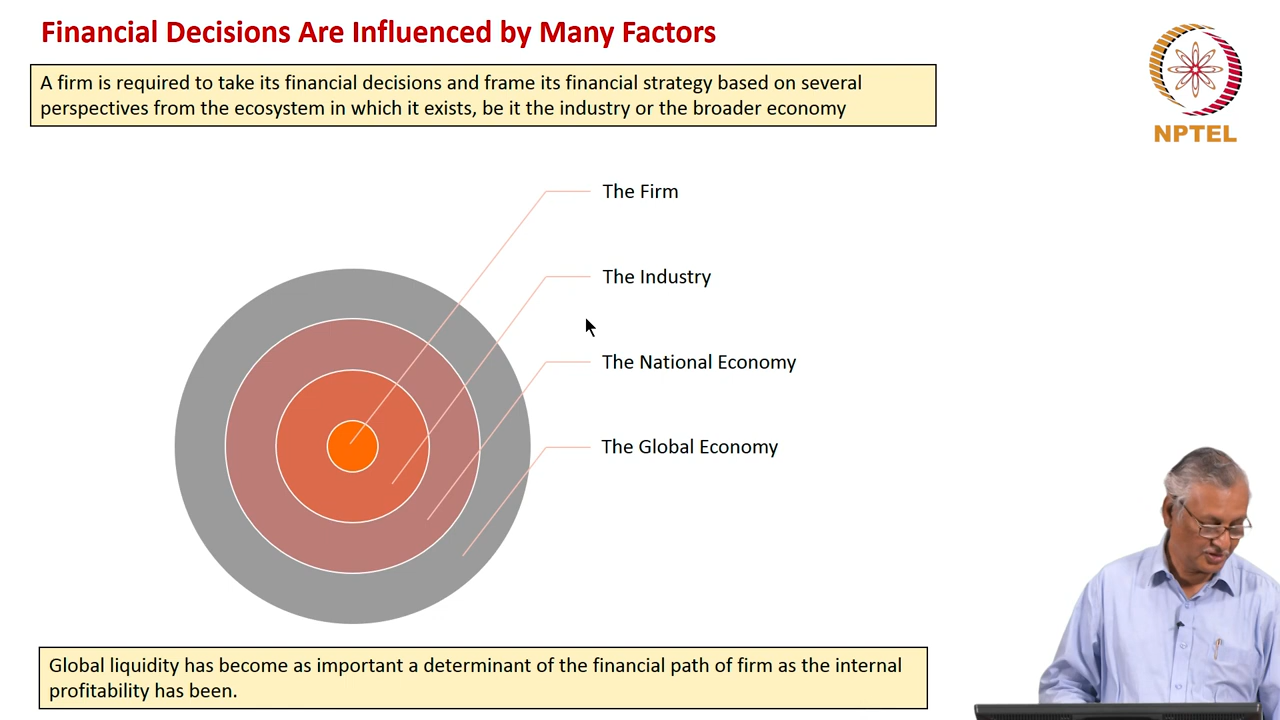 Financial Decisions Are Influenced by Many Factors
A firm is required to take its financial decisions and frame its financial strategy based on several
perspectives from the ecosystem in which it exists, be it the industry or the broader economy
NPTEL
The Firm
The Industry
The National Economy
The Global Economy
Global liquidity has become as important a determinant of the financial path of firm as the internal
profitability has been.